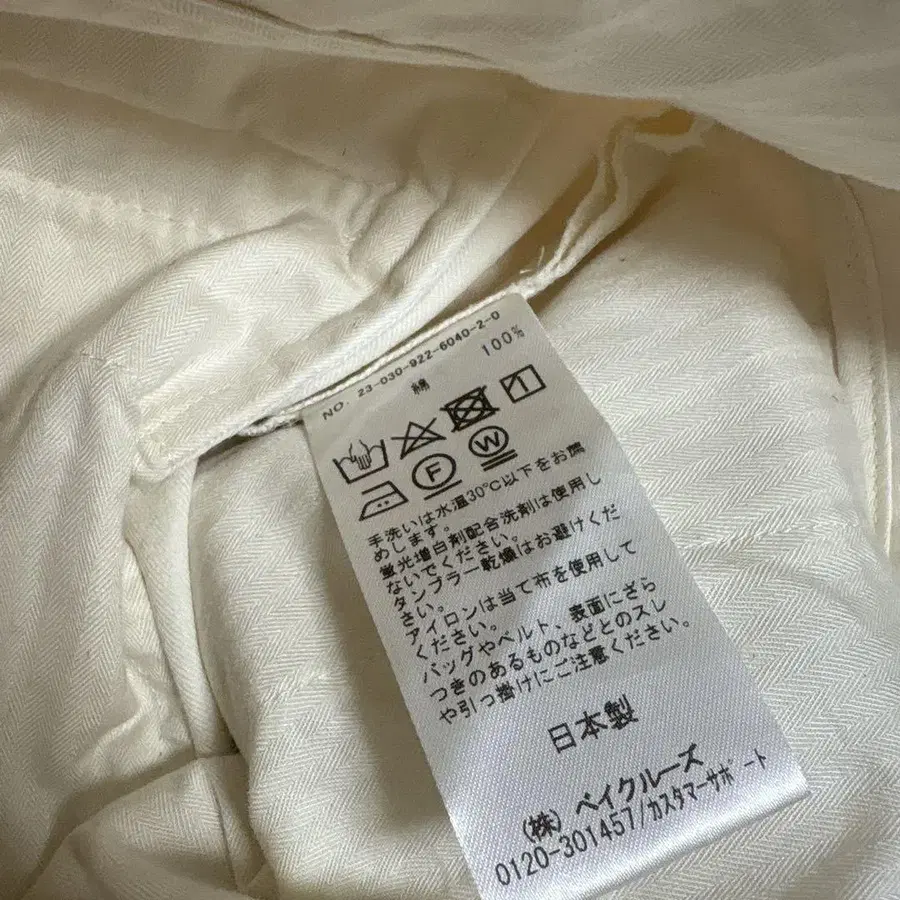 NO. 23-030-922-6040-2-0
綿 100%
F W
手洗いは水温30℃以下をお薦
めします。
蛍光増白剤配合洗剤は使用し
ないでください。
タンブラー乾燥はお避けくだ
さい。
アイロンは当て布を使用して
ください。
バッグやベルト、表面にざら
つきのあるものなどとのスレ
や引っ掛けにご注意ください。
日本製
(株) ベイクルーズ
0120-301457/カスタマーサポート